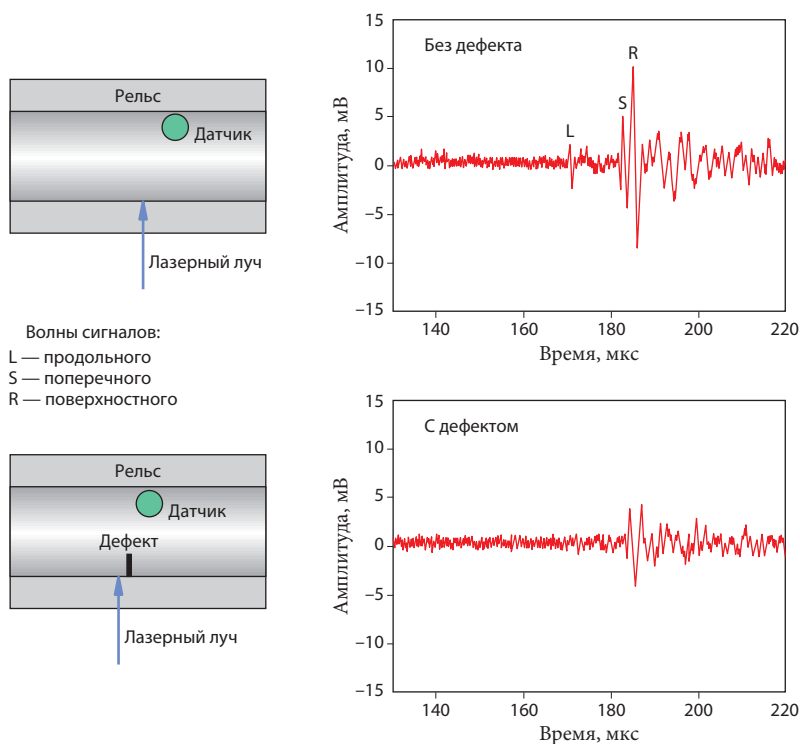 Рельс
Датчик
Лазерный луч
Волны сигналов:
L — продольного
S — поперечного
R — поверхностного
Рельс
Датчик
Дефект
Лазерный луч
Без дефекта
Амплитуда, мВ
15
10
5
0
−5
−10
−15
L
S
R
140 160 180 200 220
Время, мкс
С дефектом
Амплитуда, мВ
15
10
5
0
−5
−10
−15
140 160 180 200 220
Время, мкс